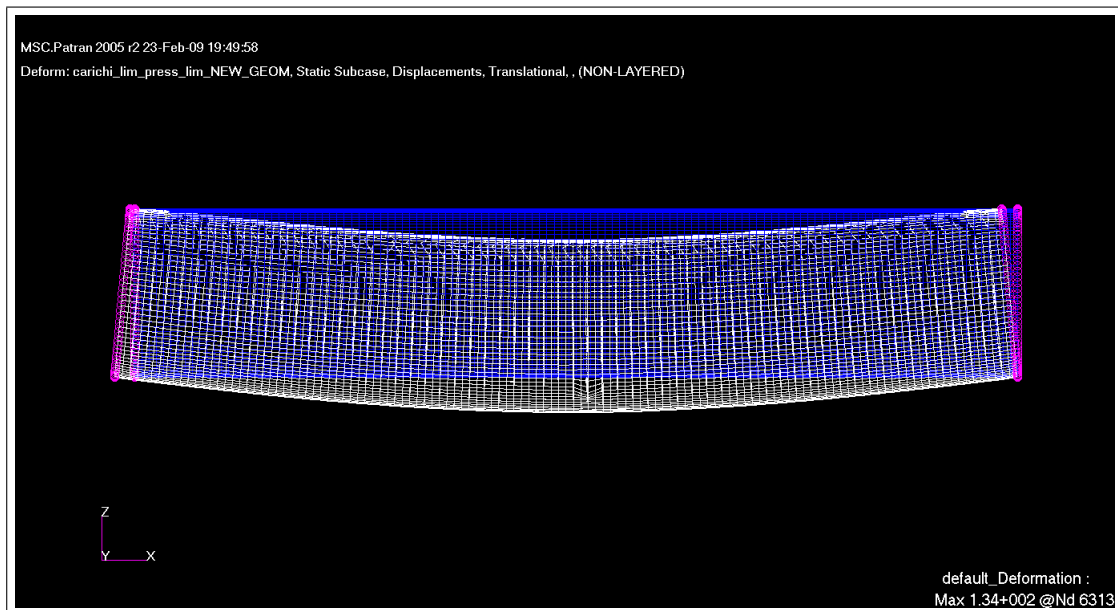 MSC.Patran 2005 r2 23-Feb-09 19:49:58
Deform: carichi_lim_press_lim_NEW_GEOM, Static Subcase, Displacements, Translational, , (NON-LAYERED)
Z
Y X
default_Deformation :
Max 1.34+002 @Nd 6313